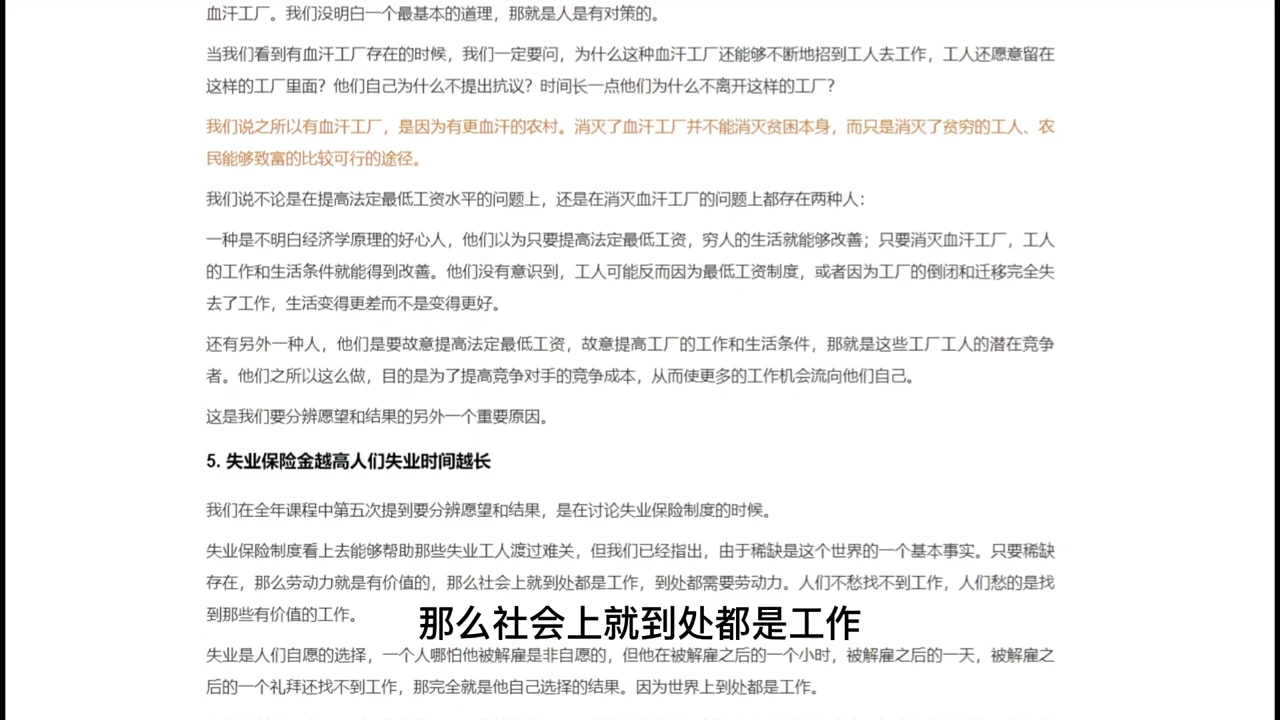 血汗工厂。我们没明白一个最基本的道理，那就是人是有对策的。
当我们看到有血汗工厂存在的时候，我们一定要问，为什么这种血汗工厂还能够不断地招到工人去工作，工人还愿意留在
这样的工厂里面？他们自己为什么不提出抗议？时间长一点他们为什么不离开这样的工厂？
我们说之所以有血汗工厂，是因为有更血汗的农村。消灭了血汗工厂并不能消灭贫困本身，而只是消灭了贫穷的工人、农
民能够致富的比较可行的途径。
我们说不论是在提高法定最低工资水平的问题上，还是在消灭血汗工厂的问题上都存在两种人：
一种是不明白经济学原理的好心人，他们以为只要提高法定最低工资，穷人的生活就能够改善；只要消灭血汗工厂，工人
的工作和生活条件就能得到改善。他们没有意识到，工人可能反而因为最低工资制度，或者因为工厂的倒闭和迁移完全失
去了工作，生活变得更差而不是变得更好。
还有另外一种人，他们是要故意提高法定最低工资，故意提高工厂的工作和生活条件，那就是这些工厂工人的潜在竞争
者。他们之所以这么做，目的是为了提高竞争对手的竞争成本，从而使更多的工作机会流向他们自己。
这是我们要分辨愿望和结果的另外一个重要原因。
5. 失业保险金越高人们失业时间越长
我们在全年课程中第五次提到要分辨愿望和结果，是在讨论失业保险制度的时候。
失业保险制度看上去能够帮助那些失业工人渡过难关，但我们已经指出，由于稀缺是这个世界的一个基本事实。只要稀缺
存在，那么劳动力就是有价值的，那么社会上就到处都是工作，到处都需要劳动力。人们不愁找不到工作，人们愁的是找
到那些有价值的工作。
那么社会上就到处都是工作
失业是人们自愿的选择，一个人哪怕他被解雇是非自愿的，但他在被解雇之后的一个小时，被解雇之后的一天，被解雇之
后的一个礼拜还找不到工作，那完全就是他自己选择的结果。因为世界上到处都是工作。